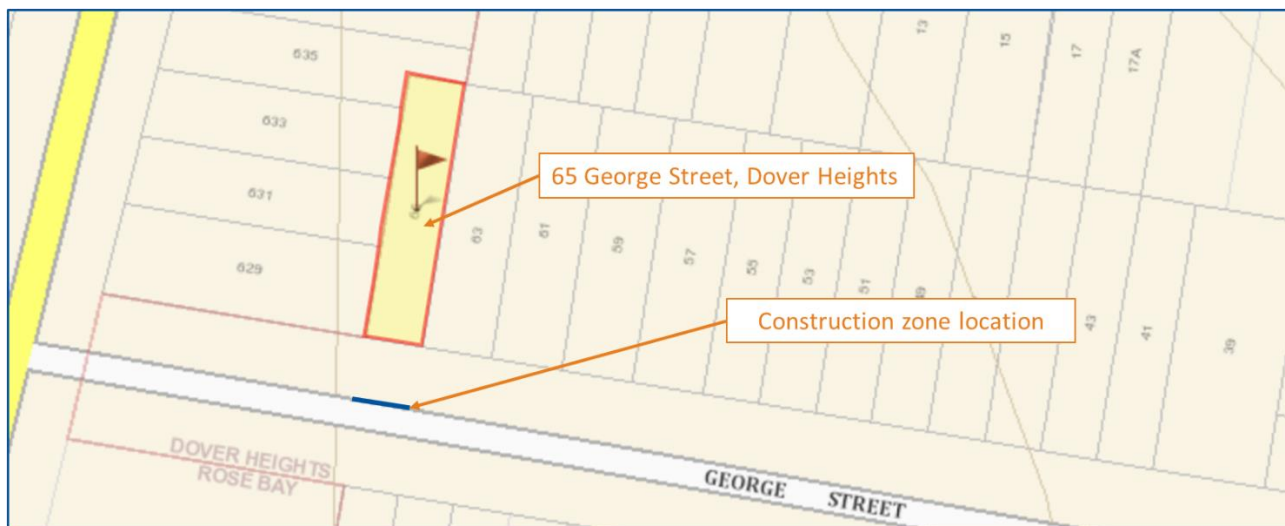 635
13
15
17
17A
633
65 George Street, Dover Heights
631
63
61
59
57
55
53
51
629
Construction zone location
43
41
39
DOVER HEIGHTS
ROSE BAY
GEORGE STREET